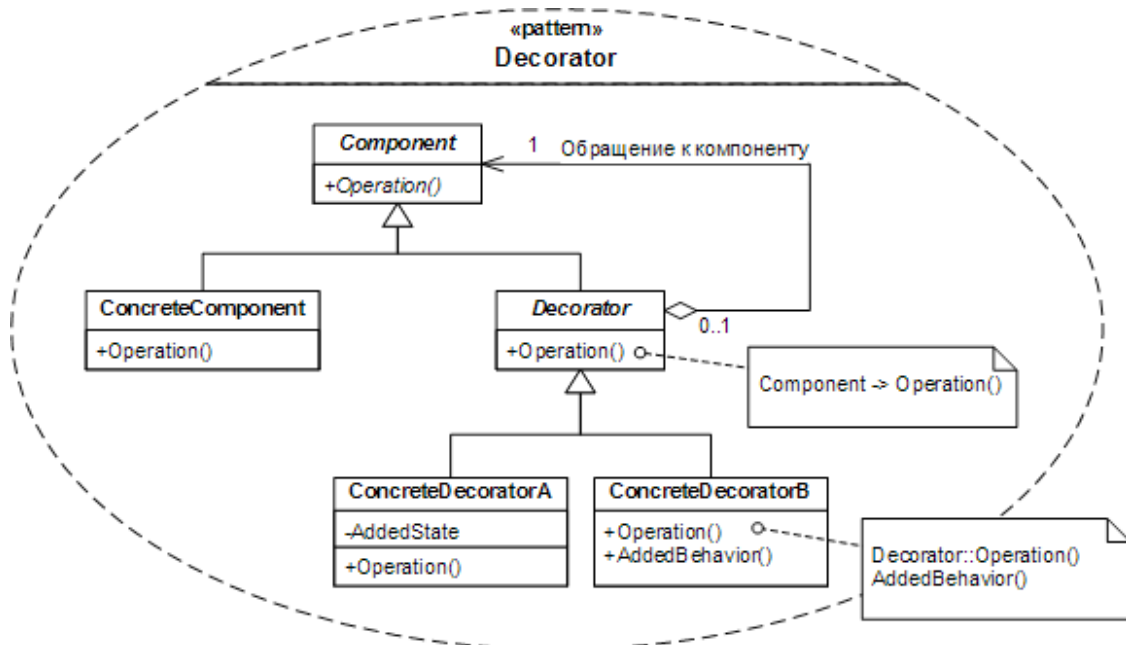 «pattern»
Decorator
Component
+Operation()
1 Обращение к компоненту
ConcreteComponent
+Operation()
Decorator
+Operation()
0..1
Component -> Operation()
ConcreteDecoratorA
-AddedState
+Operation()
ConcreteDecoratorB
+Operation()
+AddedBehavior()
Decorator::Operation()
AddedBehavior()